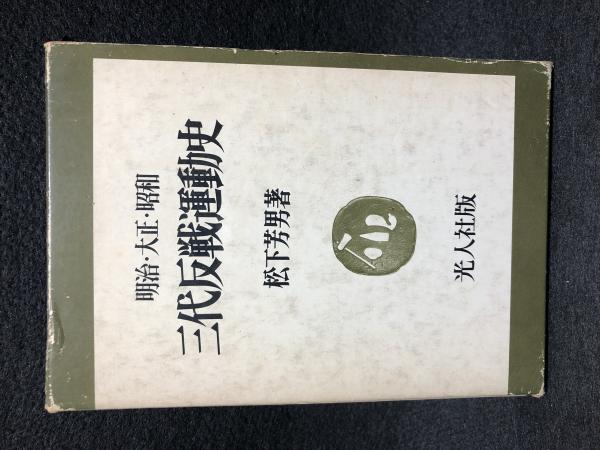 明治・大正・昭和
三代反戦運動史
松下芳男著
光人社版